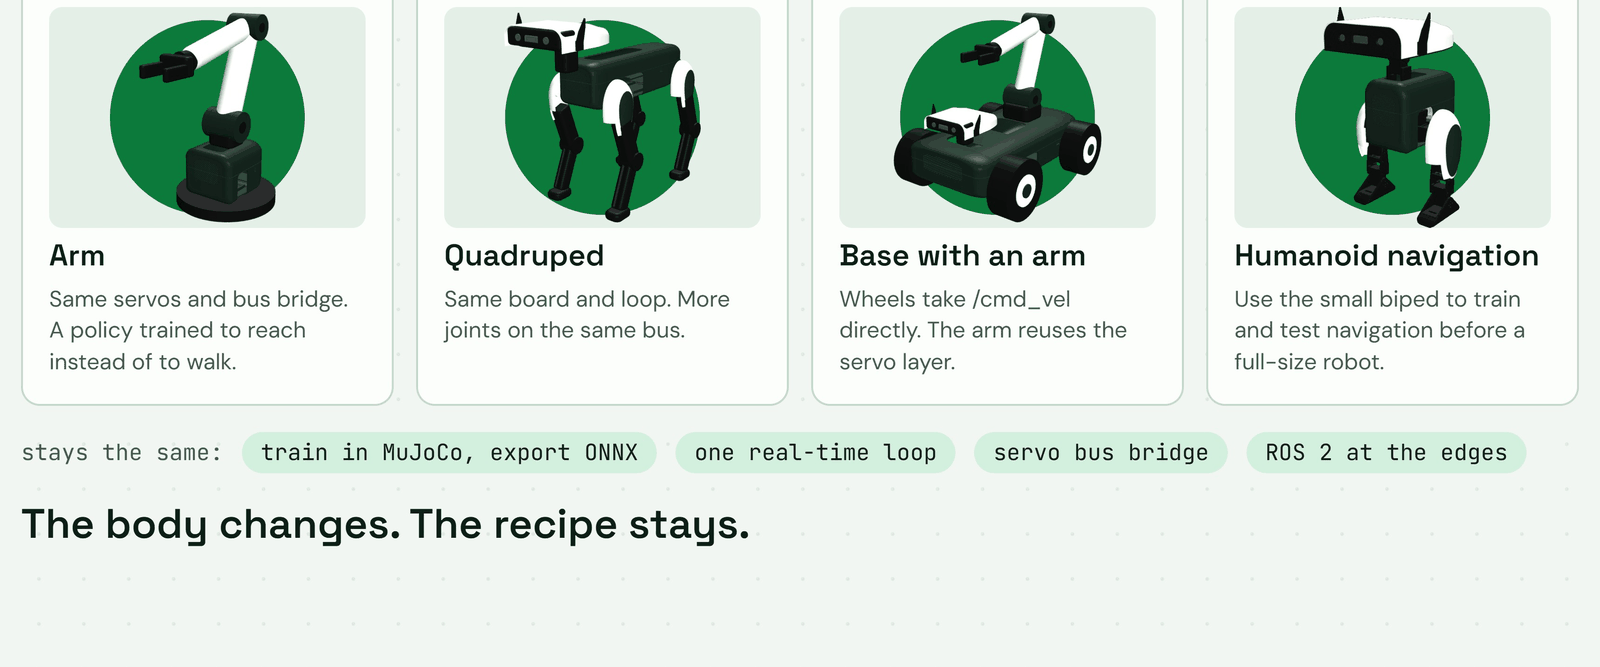 Arm
Same servos and bus bridge.
A policy trained to reach
instead of to walk.
Quadruped
Same board and loop. More
joints on the same bus.
Base with an arm
Wheels take /cmd_vel
directly. The arm reuses the
servo layer.
Humanoid navigation
Use the small biped to train
and test navigation before a
full-size robot.
stays the same: train in MuJoCo, export ONNX one real-time loop servo bus bridge ROS 2 at the edges
The body changes. The recipe stays.